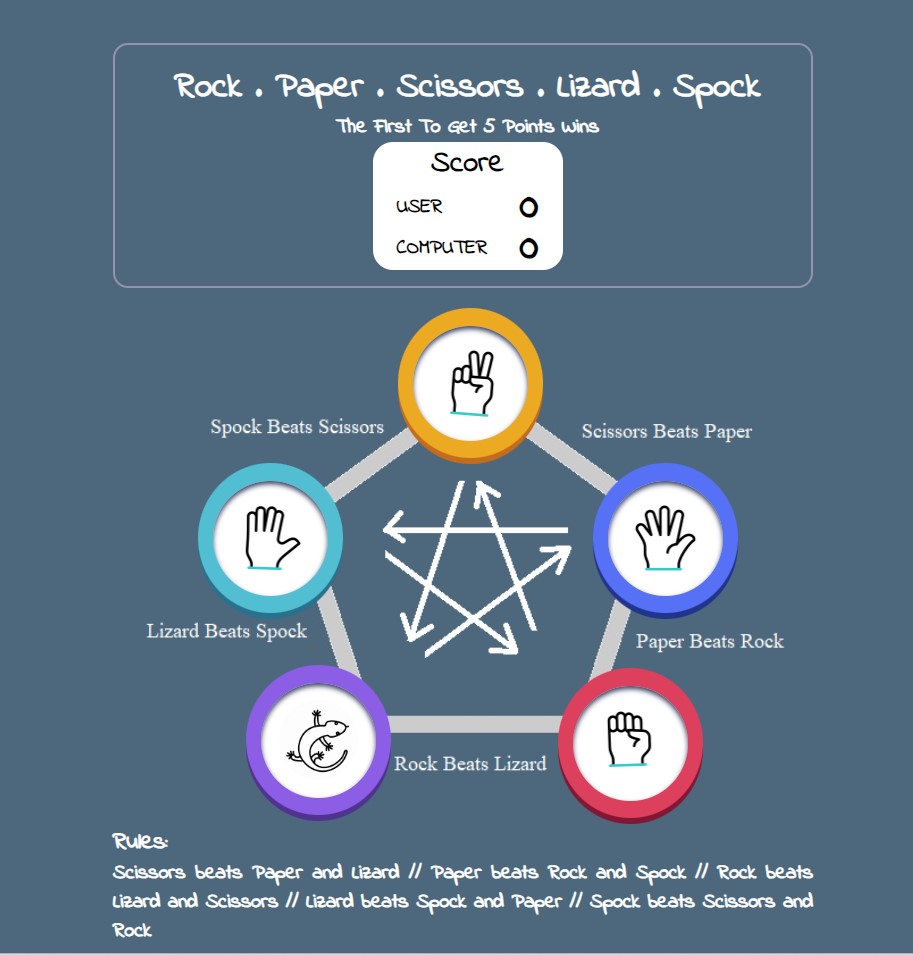 Rock . Paper . Scissors . Lizard . Spock
The First To Get 5 Points Wins
Score
USER 0
COMPUTER 0
Spock Beats Scissors
Scissors Beats Paper
Lizard Beats Spock
Paper Beats Rock
Rock Beats Lizard
Rules:
Scissors beats Paper and Lizard // Paper beats Rock and Spock // Rock beats
Lizard and Scissors // Lizard beats Spock and Paper // Spock beats Scissors and
Rock